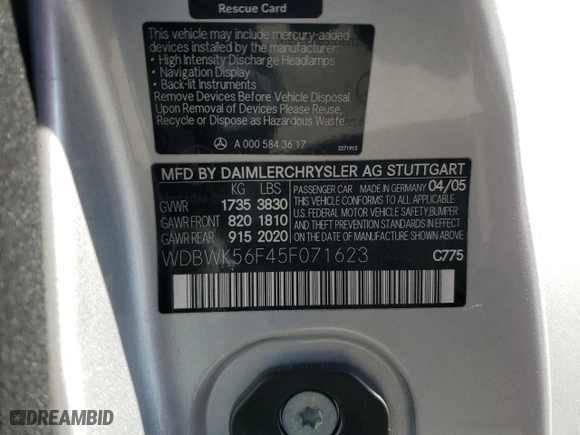 Rescue Card
This vehicle may include mercury-added
devices installed by the manufacturer:
• High Intensity Discharge Headlamps
• Navigation Display
• Back-lit Instruments
Remove Devices Before Vehicle Disposal.
Upon Removal of Devices Please Reuse,
Recycle or Dispose as Hazardous Waste.
A 000 584 36 17
2271913
MFD BY DAIMLERCHRYSLER AG STUTTGART
KG LBS
GVWR 1735 3830
GAWR FRONT 820 1810
GAWR REAR 915 2020
PASSENGER CAR MADE IN GERMANY 04/05
THIS VEHICLE CONFORMS TO ALL APPLICABLE
U.S. FEDERAL MOTOR VEHICLE SAFETY, BUMPER
AND THEFT PREVENTION STANDARDS IN EFFECT
ON THE DATE OF MANUFACTURE SHOWN ABOVE
WDBWK56F45F071623
C775
DREAMBID